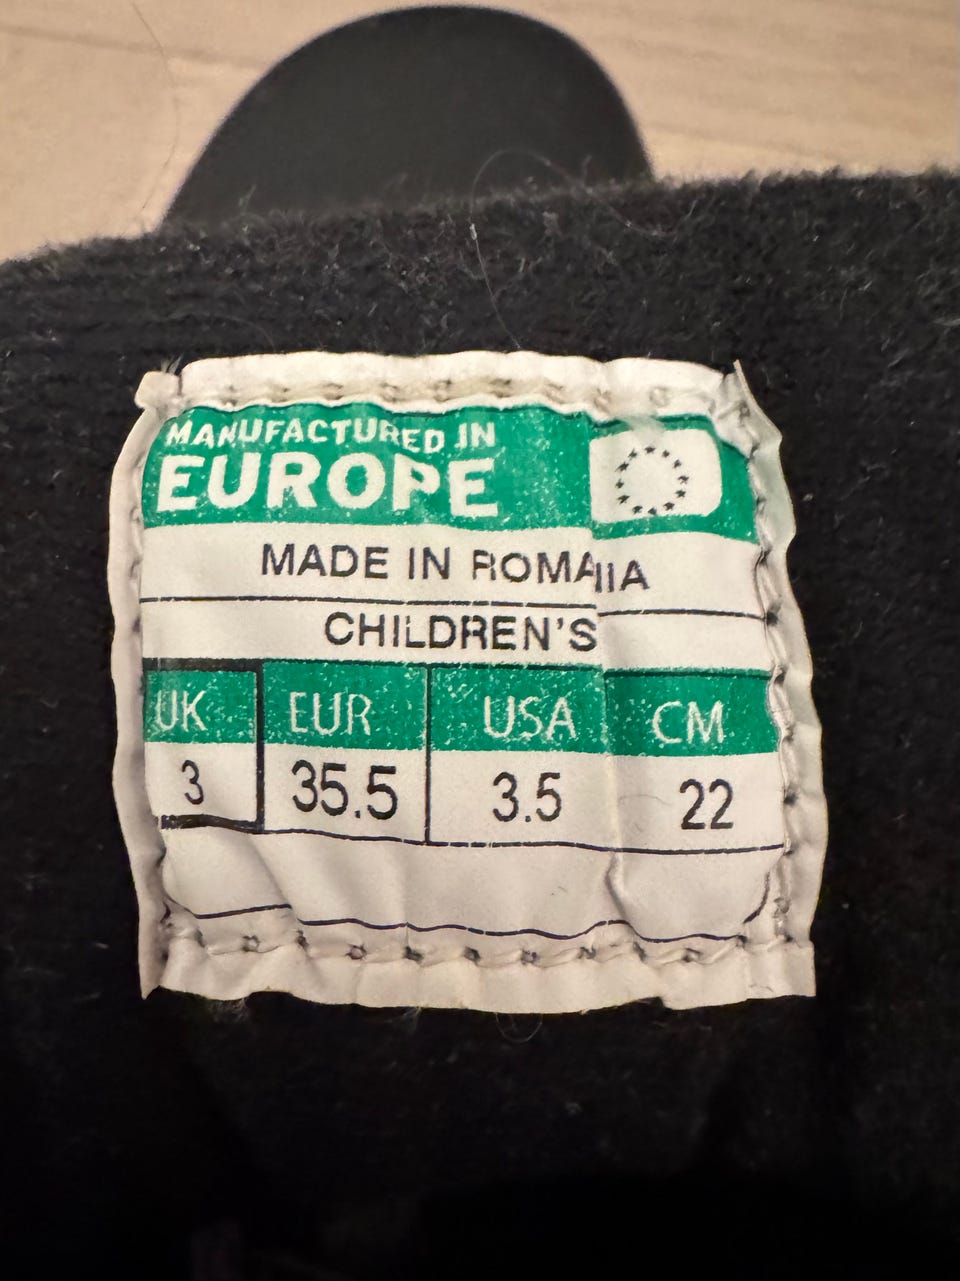 MANUFACTURED IN
EUROPE
MADE IN ROMANIA
CHILDREN'S
UK EUR USA CM
3 35.5 3.5 22